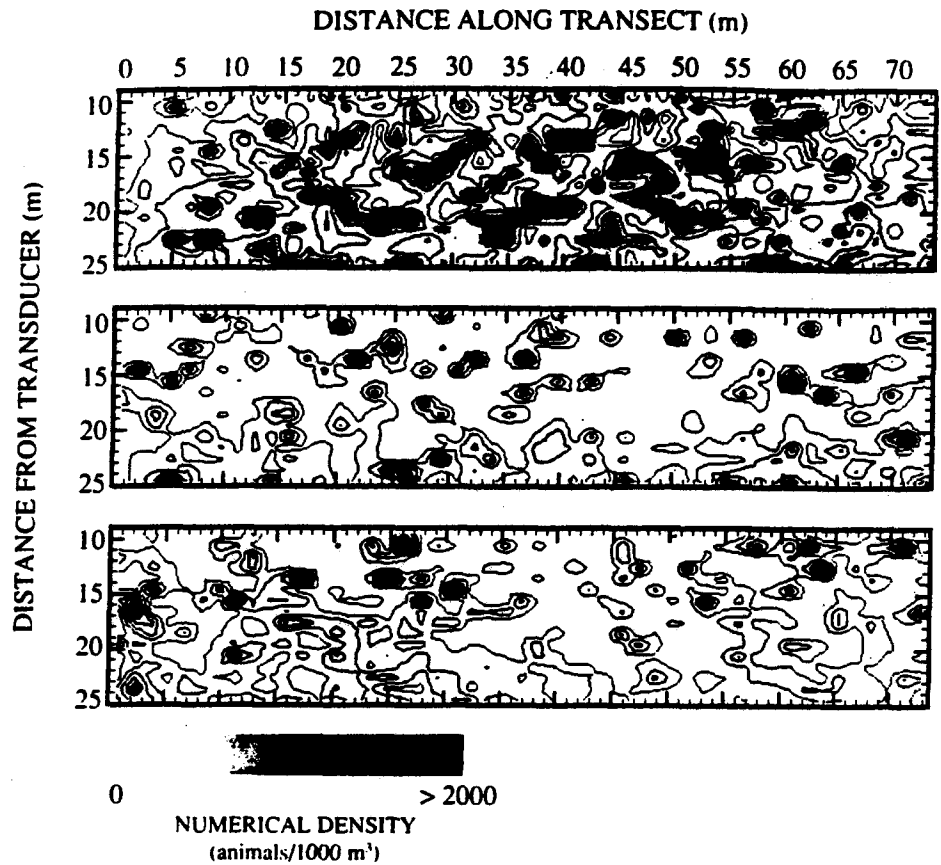 DISTANCE ALONG TRANSECT (m)
0 5 10 15 20 25 30 35 40 45 50 55 60 65 70
DISTANCE FROM TRANSDUCER (m)
10
15
20
25
10
15
20
25
10
15
20
25
0 > 2000
NUMERICAL DENSITY
(animals/1000 m³)